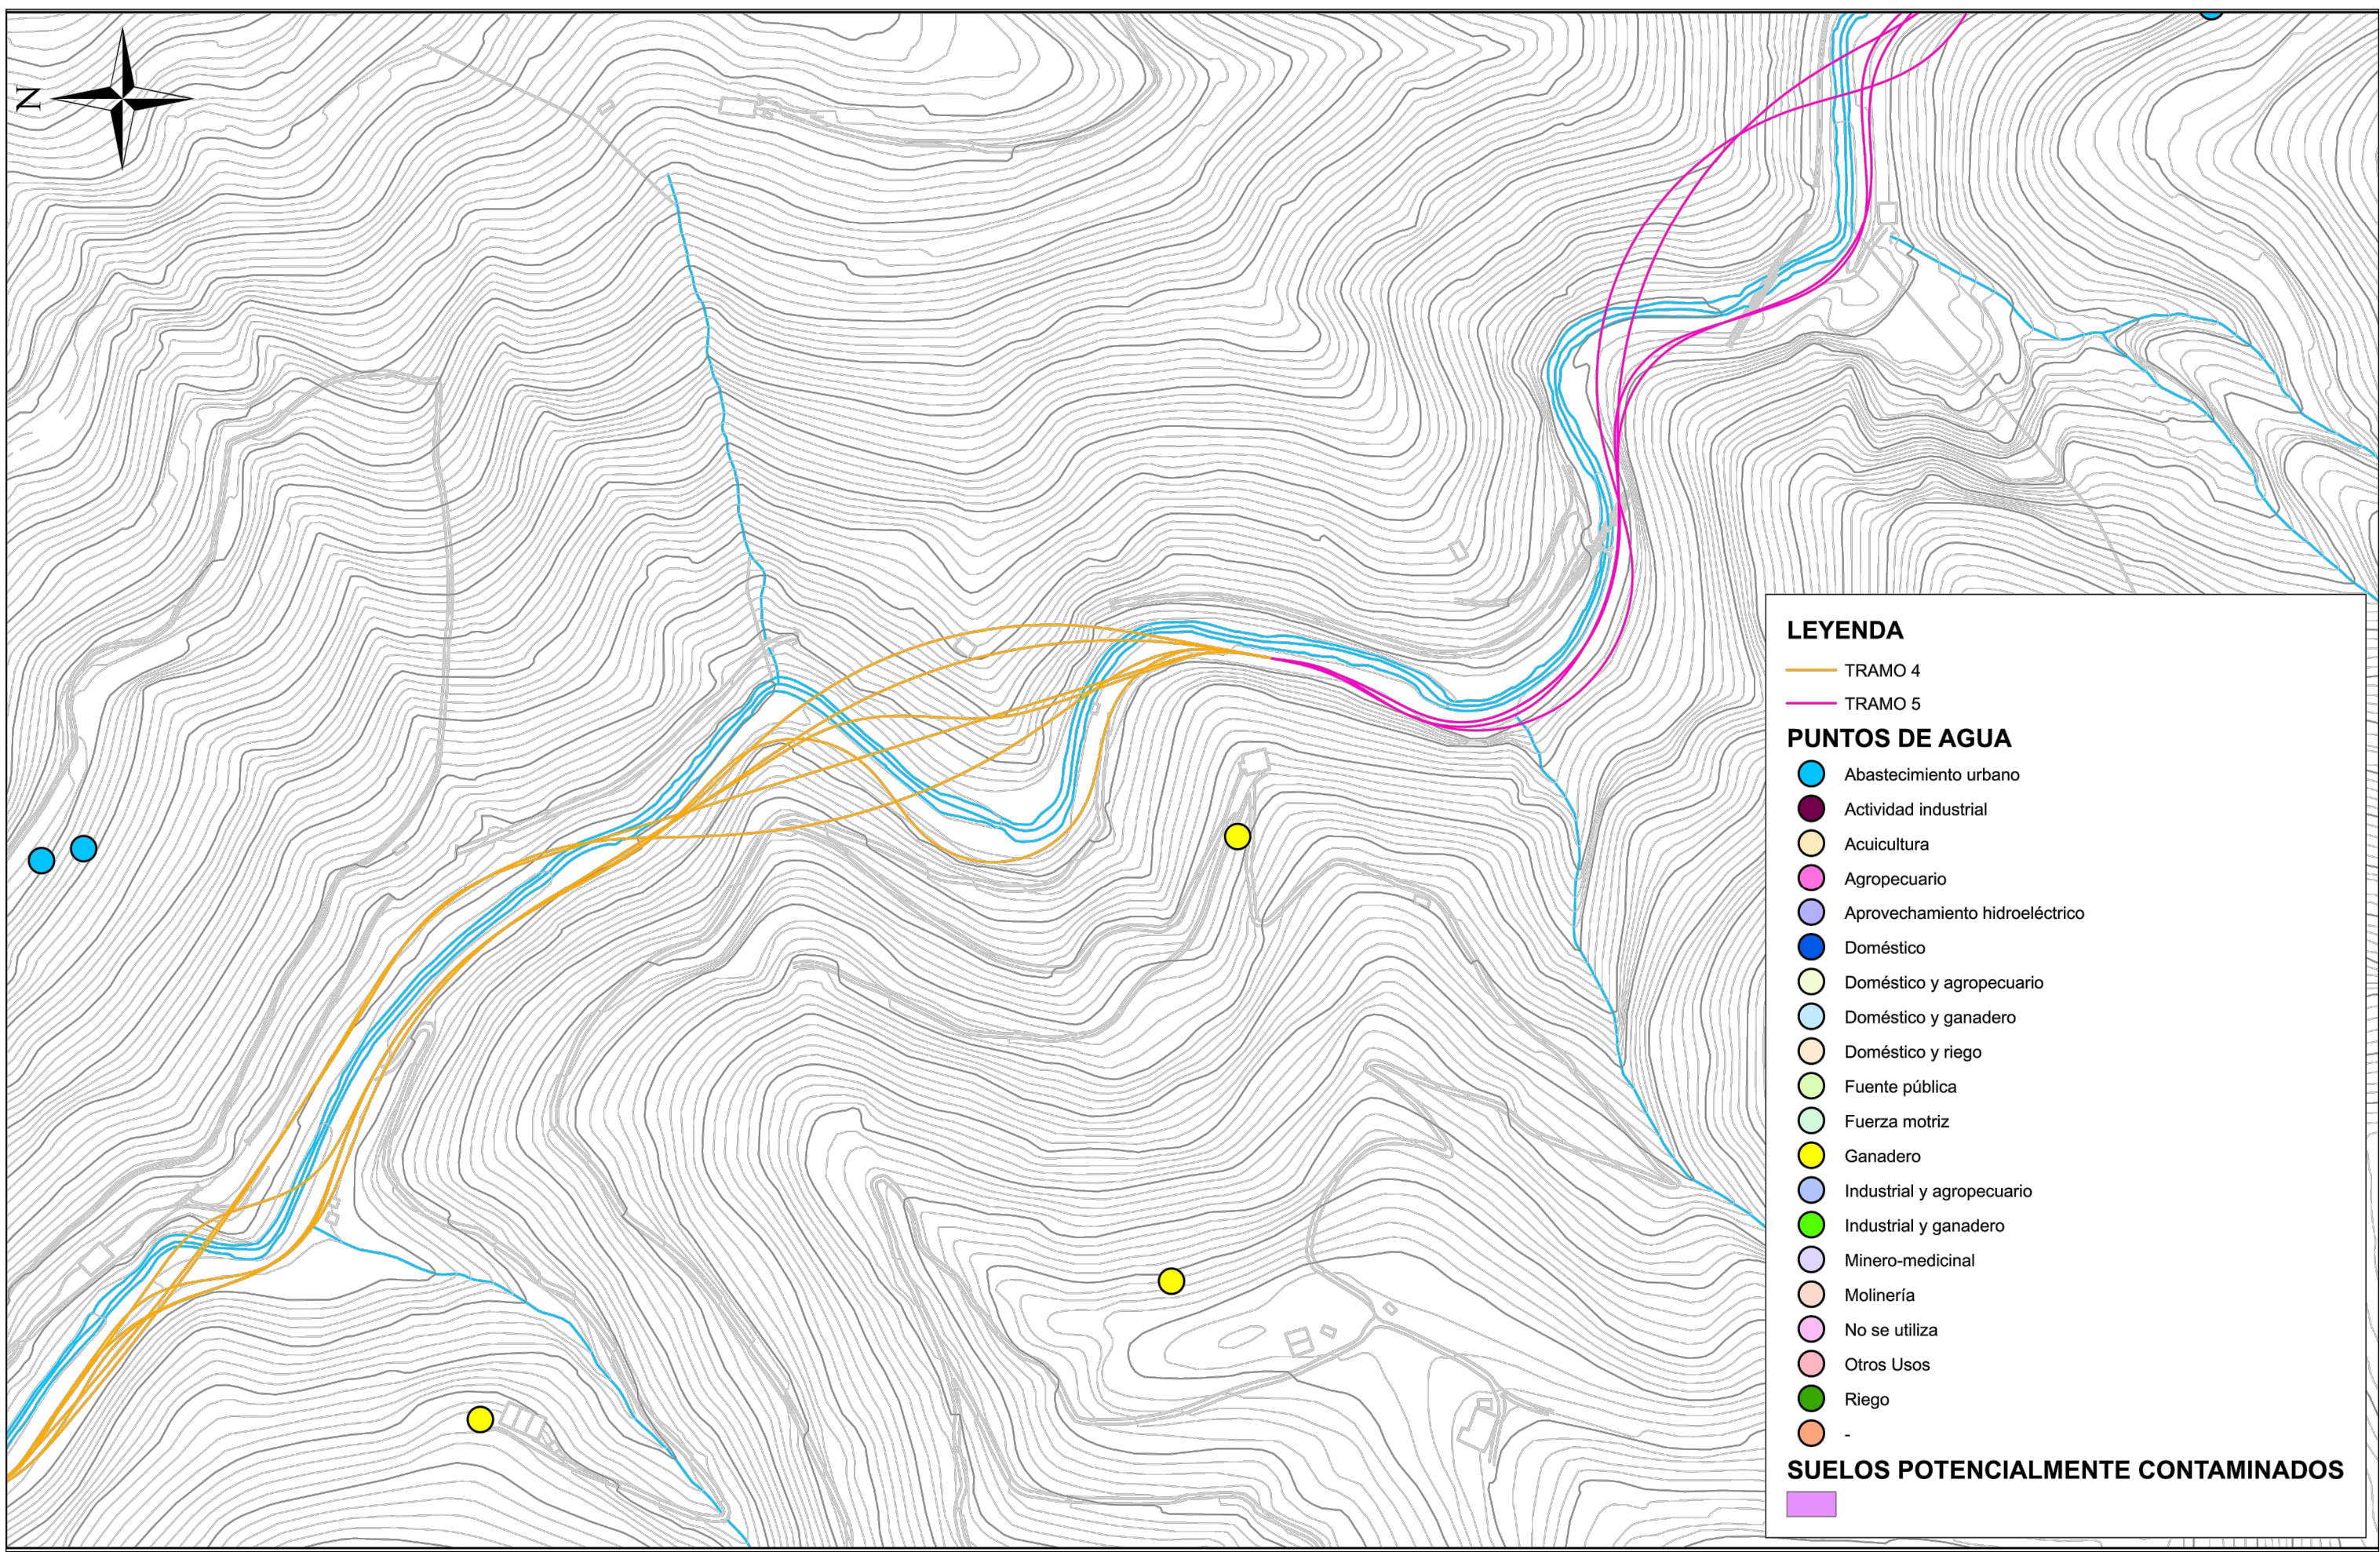 N
LEYENDA
TRAMO 4
TRAMO 5
PUNTOS DE AGUA
Abastecimiento urbano
Actividad industrial
Acuicultura
Agropecuario
Aprovechamiento hidroeléctrico
Doméstico
Doméstico y agropecuario
Doméstico y ganadero
Doméstico y riego
Fuente pública
Fuerza motriz
Ganadero
Industrial y agropecuario
Industrial y ganadero
Minero-medicinal
Molinería
No se utiliza
Otros Usos
Riego
-
SUELOS POTENCIALMENTE CONTAMINADOS